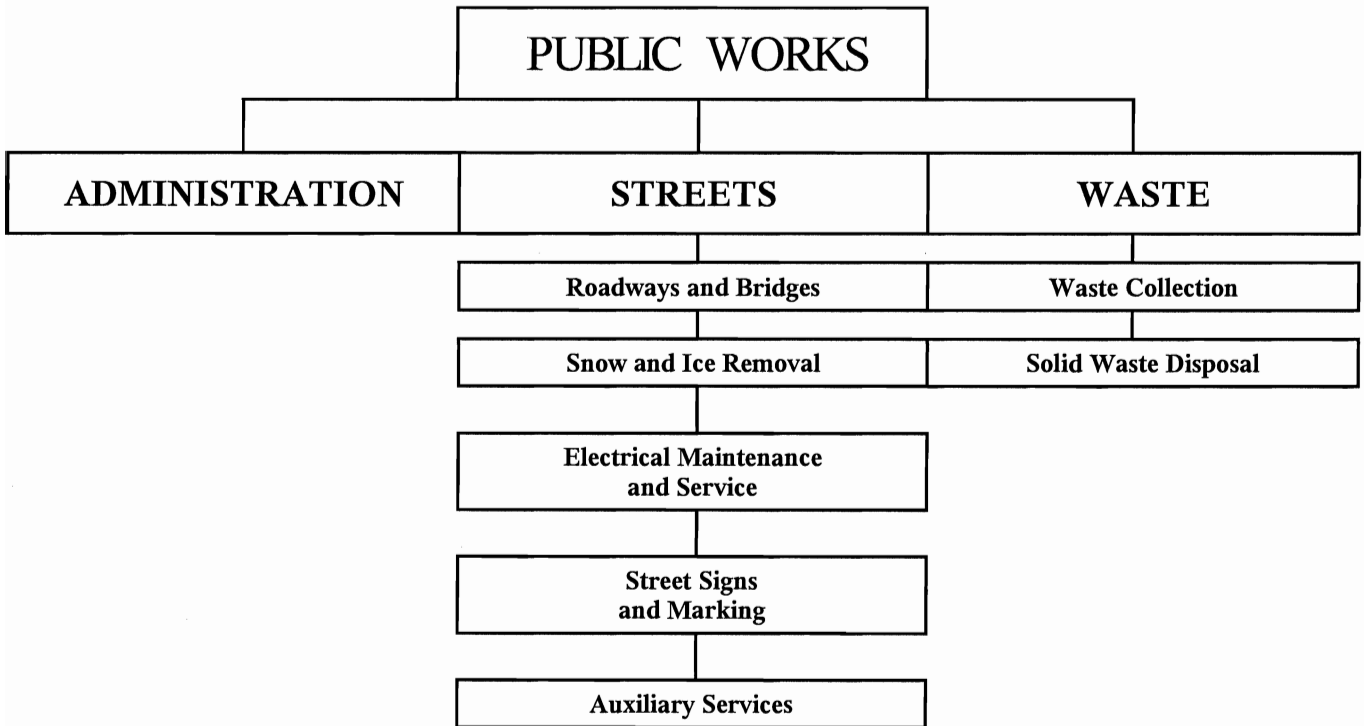 PUBLIC WORKS
ADMINISTRATION
STREETS
WASTE
Roadways and Bridges
Waste Collection
Snow and Ice Removal
Solid Waste Disposal
Electrical Maintenance
and Service
Street Signs
and Marking
Auxiliary Services